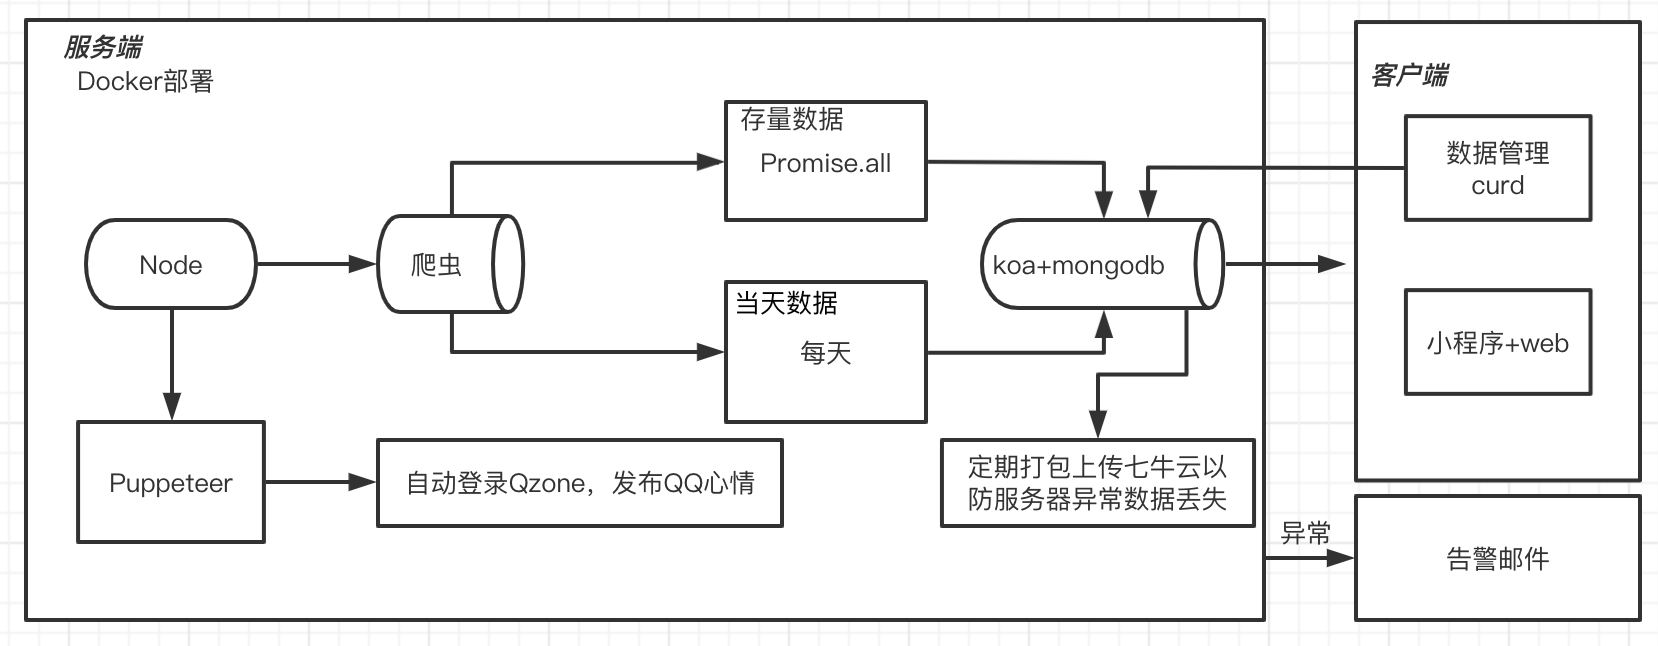 服务端
Docker部署
客户端
存量数据
Promise.all
数据管理
curd
Node
爬虫
koa+mongodb
当天数据
每天
小程序+web
Puppeteer
自动登录Qzone，发布QQ心情
定期打包上传七牛云以
防服务器异常数据丢失
异常
告警邮件